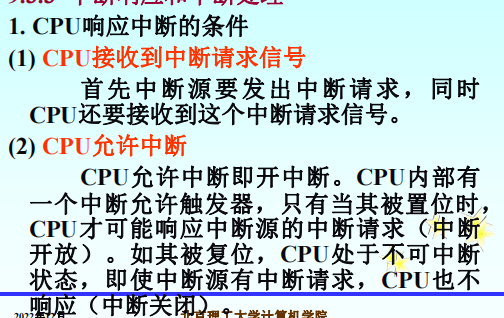 1. CPU响应中断的条件
(1) CPU接收到中断请求信号
首先中断源要发出中断请求，同时
CPU还要接收到这个中断请求信号。
(2) CPU允许中断
CPU允许中断即开中断。CPU内部有
一个中断允许触发器，只有当其被置位时，
CPU才可能响应中断源的中断请求（中断
开放）。如其被复位，CPU处于不可中断
状态，即使中断源有中断请求，CPU也不
响应（中断关闭）。
2022年12月
北京理工大学计算机学院